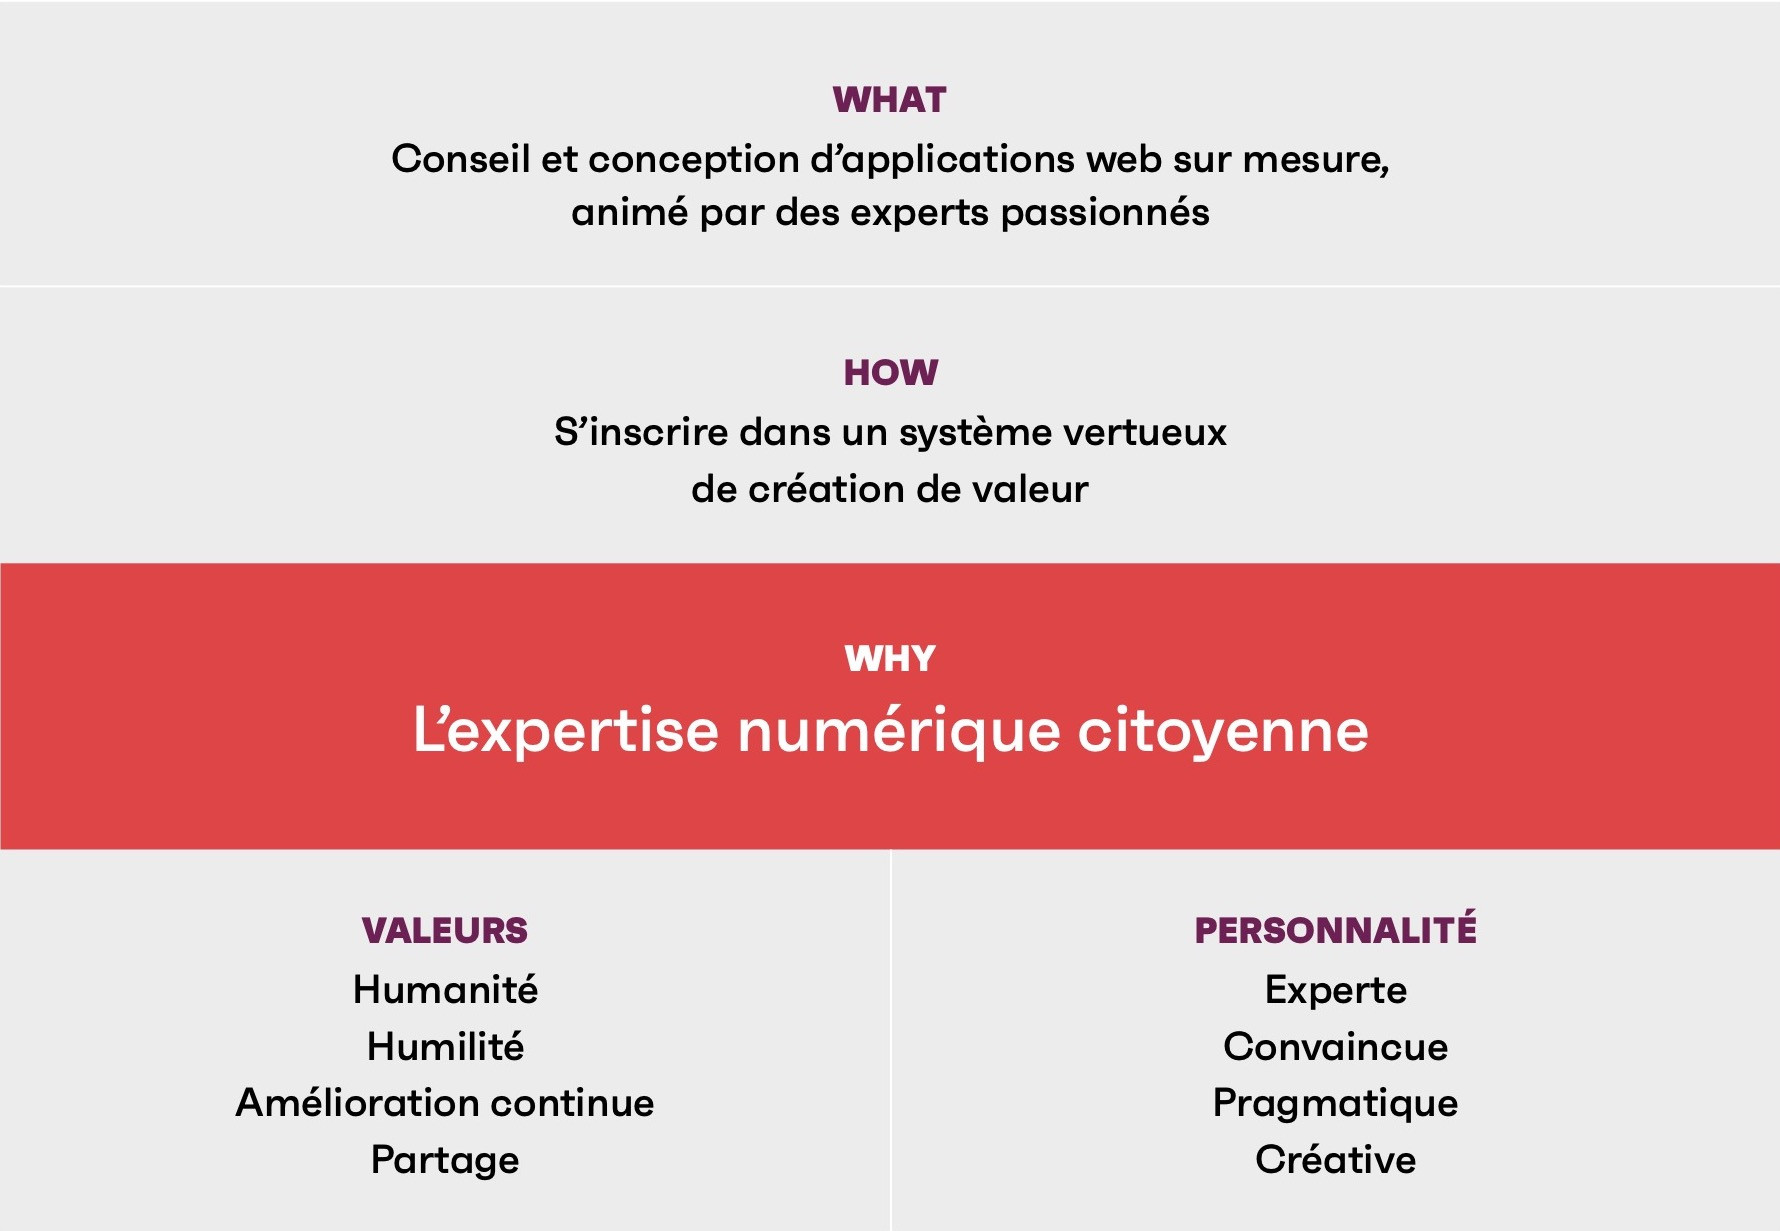 WHAT
Conseil et conception d’applications web sur mesure,
animé par des experts passionnés
HOW
S’inscrire dans un système vertueux
de création de valeur
WHY
L’expertise numérique citoyenne
VALEURS
Humanité
Humilité
Amélioration continue
Partage
PERSONNALITÉ
Experte
Convaincue
Pragmatique
Créative